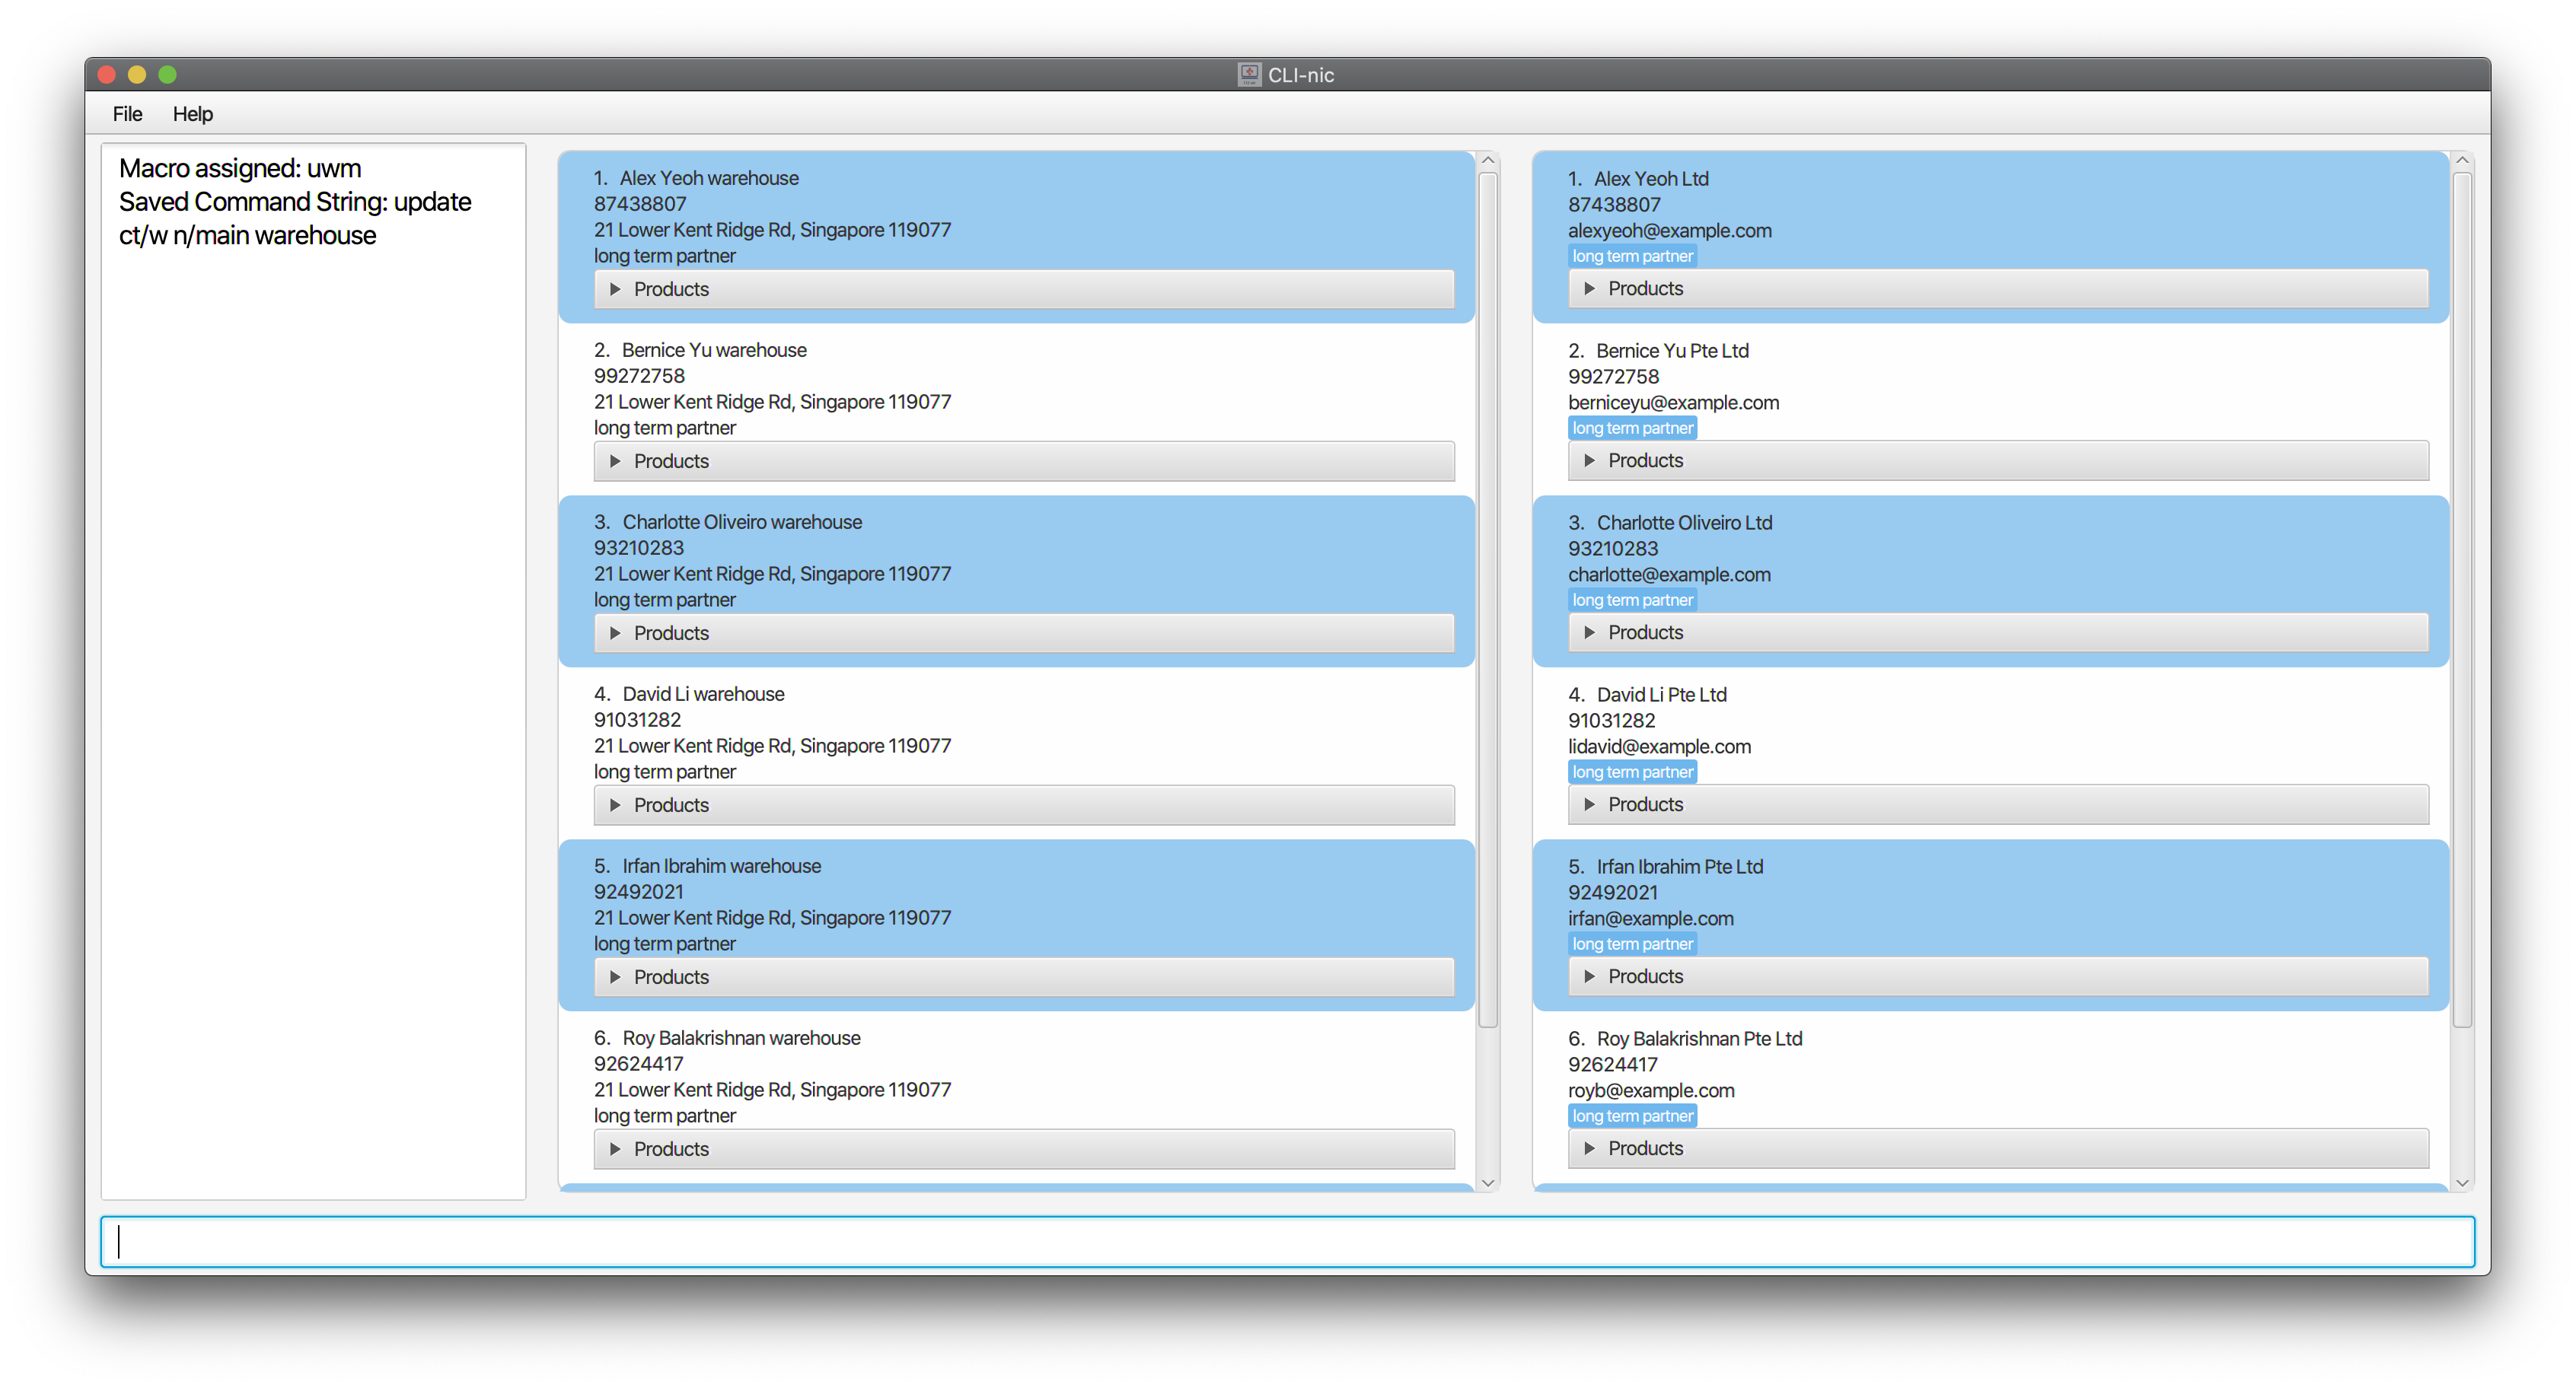 CLI-nic
File Help
Macro assigned: uwm
Saved Command String: update
ct/w n/main warehouse
1. Alex Yeoh warehouse
87438807
21 Lower Kent Ridge Rd, Singapore 119077
long term partner
Products
2. Bernice Yu warehouse
99272758
21 Lower Kent Ridge Rd, Singapore 119077
long term partner
Products
3. Charlotte Oliveiro warehouse
93210283
21 Lower Kent Ridge Rd, Singapore 119077
long term partner
Products
4. David Li warehouse
91031282
21 Lower Kent Ridge Rd, Singapore 119077
long term partner
Products
5. Irfan Ibrahim warehouse
92492021
21 Lower Kent Ridge Rd, Singapore 119077
long term partner
Products
6. Roy Balakrishnan warehouse
92624417
21 Lower Kent Ridge Rd, Singapore 119077
long term partner
Products
1. Alex Yeoh Ltd
87438807
alexyeoh@example.com
long term partner
Products
2. Bernice Yu Pte Ltd
99272758
berniceyu@example.com
long term partner
Products
3. Charlotte Oliveiro Ltd
93210283
charlotte@example.com
long term partner
Products
4. David Li Pte Ltd
91031282
lidavid@example.com
long term partner
Products
5. Irfan Ibrahim Pte Ltd
92492021
irfan@example.com
long term partner
Products
6. Roy Balakrishnan Pte Ltd
92624417
royb@example.com
long term partner
Products